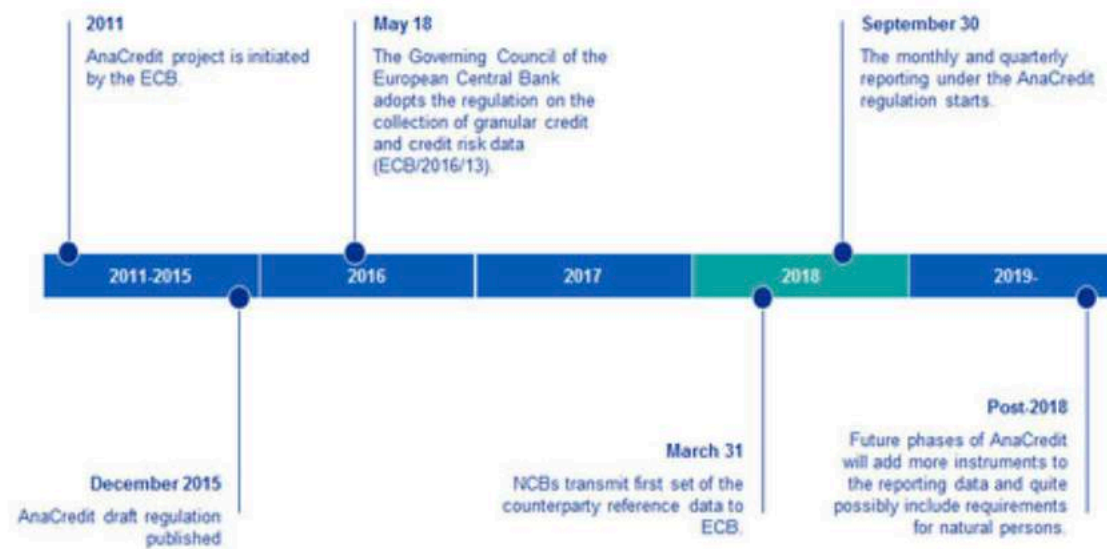 2011
AnaCredit project is initiated
by the ECB.
May 18
The Governing Council of the
European Central Bank
adopts the regulation on the
collection of granular credit
and credit risk data
(ECB/2016/13).
September 30
The monthly and quarterly
reporting under the AnaCredit
regulation starts.
2011-2015
2016
2017
2018
2019-
December 2015
AnaCredit draft regulation
published
March 31
NCBs transmit first set of the
counterparty reference data to
ECB.
Post-2018
Future phases of AnaCredit
will add more instruments to
the reporting data and quite
possibly include requirements
for natural persons.